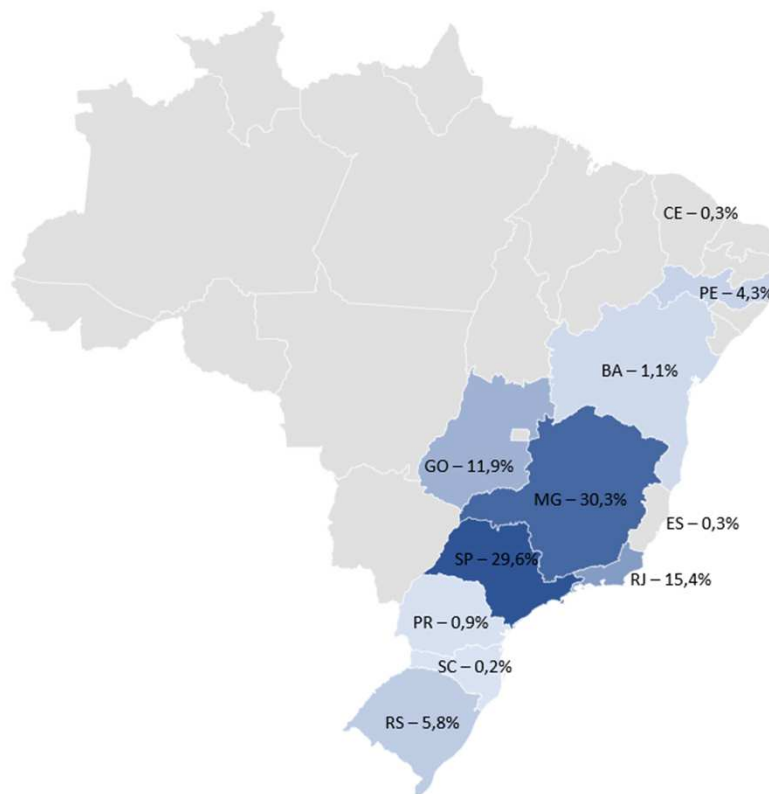 CE – 0,3%
PE – 4,3%
BA – 1,1%
GO – 11,9%
MG – 30,3%
ES – 0,3%
SP – 29,6%
RJ – 15,4%
PR – 0,9%
SC – 0,2%
RS – 5,8%